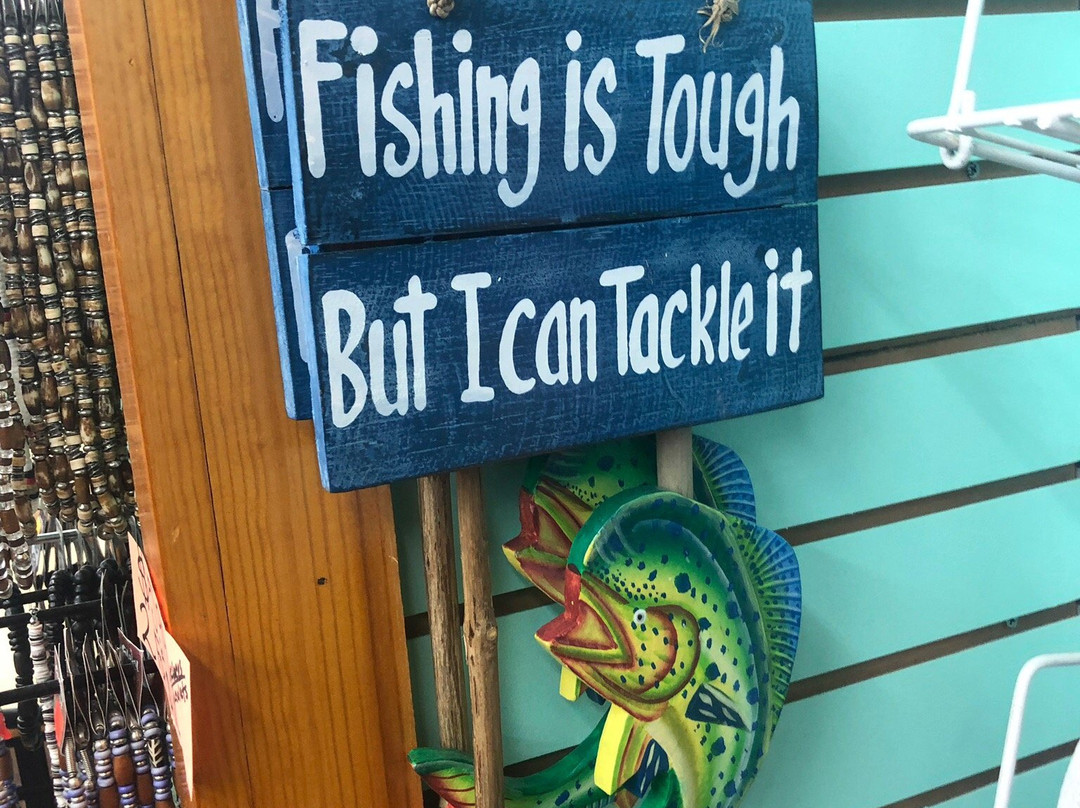 Fishing is Tough
But I can Tackle it